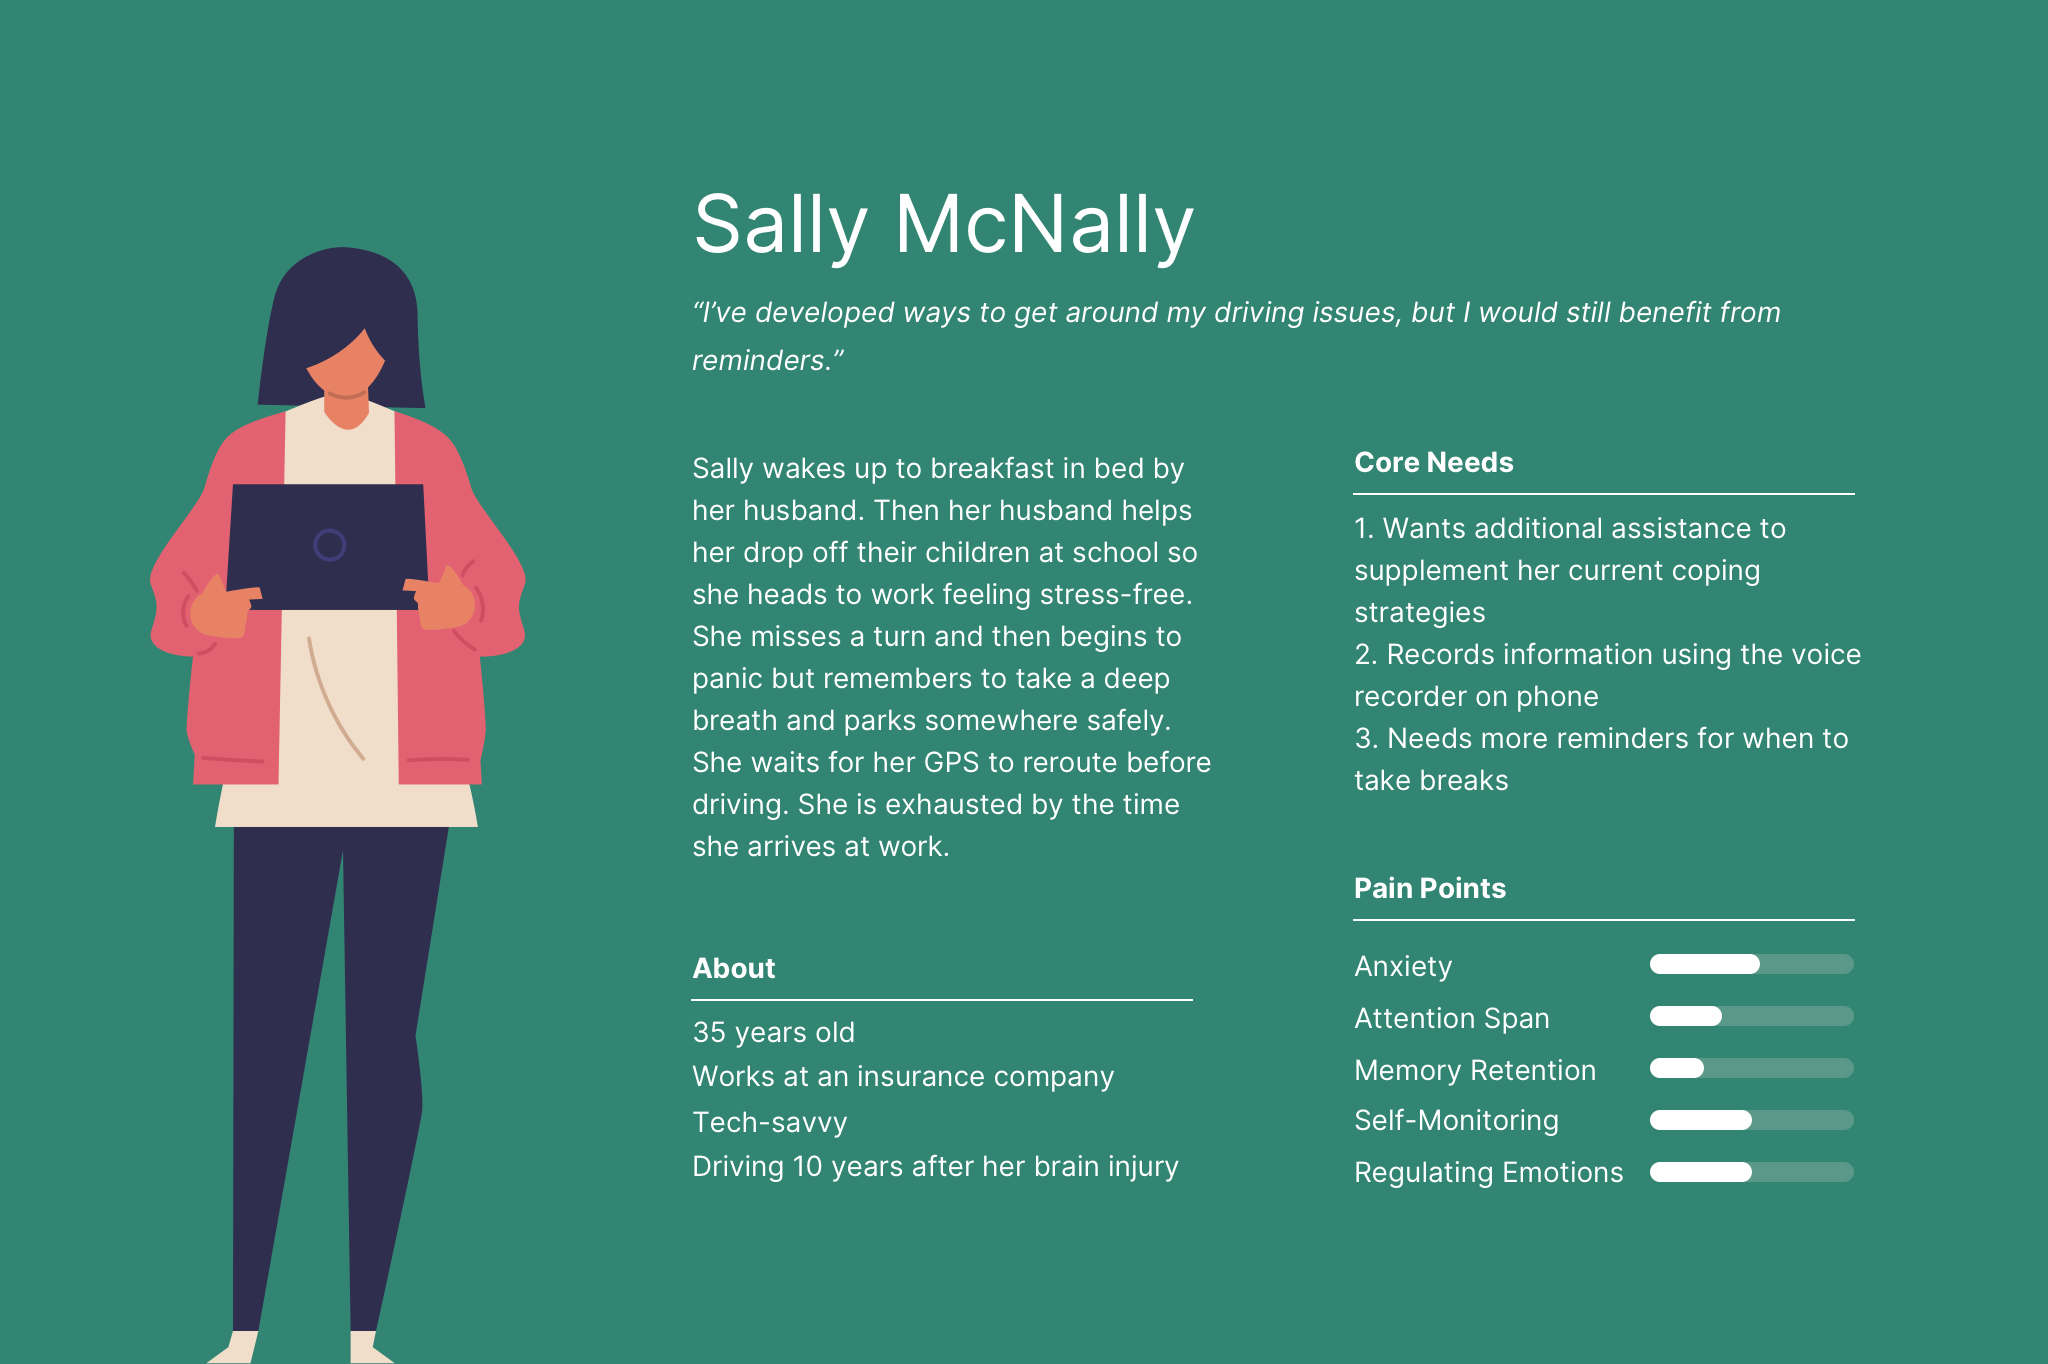 Sally McNally
“I’ve developed ways to get around my driving issues, but I would still benefit from
reminders.”
Sally wakes up to breakfast in bed by
her husband. Then her husband helps
her drop off their children at school so
she heads to work feeling stress-free.
She misses a turn and then begins to
panic but remembers to take a deep
breath and parks somewhere safely.
She waits for her GPS to reroute before
driving. She is exhausted by the time
she arrives at work.
About
35 years old
Works at an insurance company
Tech-savvy
Driving 10 years after her brain injury
Core Needs
1. Wants additional assistance to
supplement her current coping
strategies
2. Records information using the voice
recorder on phone
3. Needs more reminders for when to
take breaks
Pain Points
Anxiety
Attention Span
Memory Retention
Self-Monitoring
Regulating Emotions